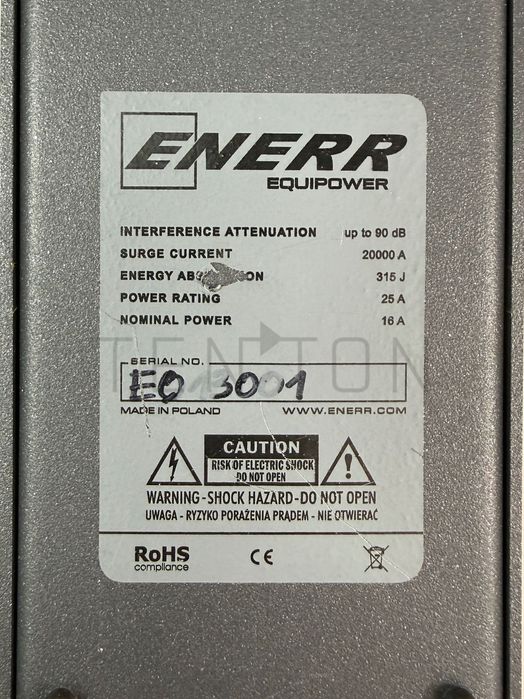 ENERR
EQUIPOWER
INTERFERENCE ATTENUATION up to 90 dB
SURGE CURRENT 20000 A
ENERGY 315 J
POWER RATING 25 A
NOMINAL POWER 16 A
TENTON
SERIAL NO.
EQ 3001
MADE IN POLAND WWW.ENERR.COM
CAUTION
RISK OF ELECTRIC SHOCK
DO NOT OPEN
WARNING - SHOCK HAZARD - DO NOT OPEN
UWAGA - RYZYKO PORAŻENIA PRĄDEM - NIE OTWIERAĆ
RoHS CE
compliance